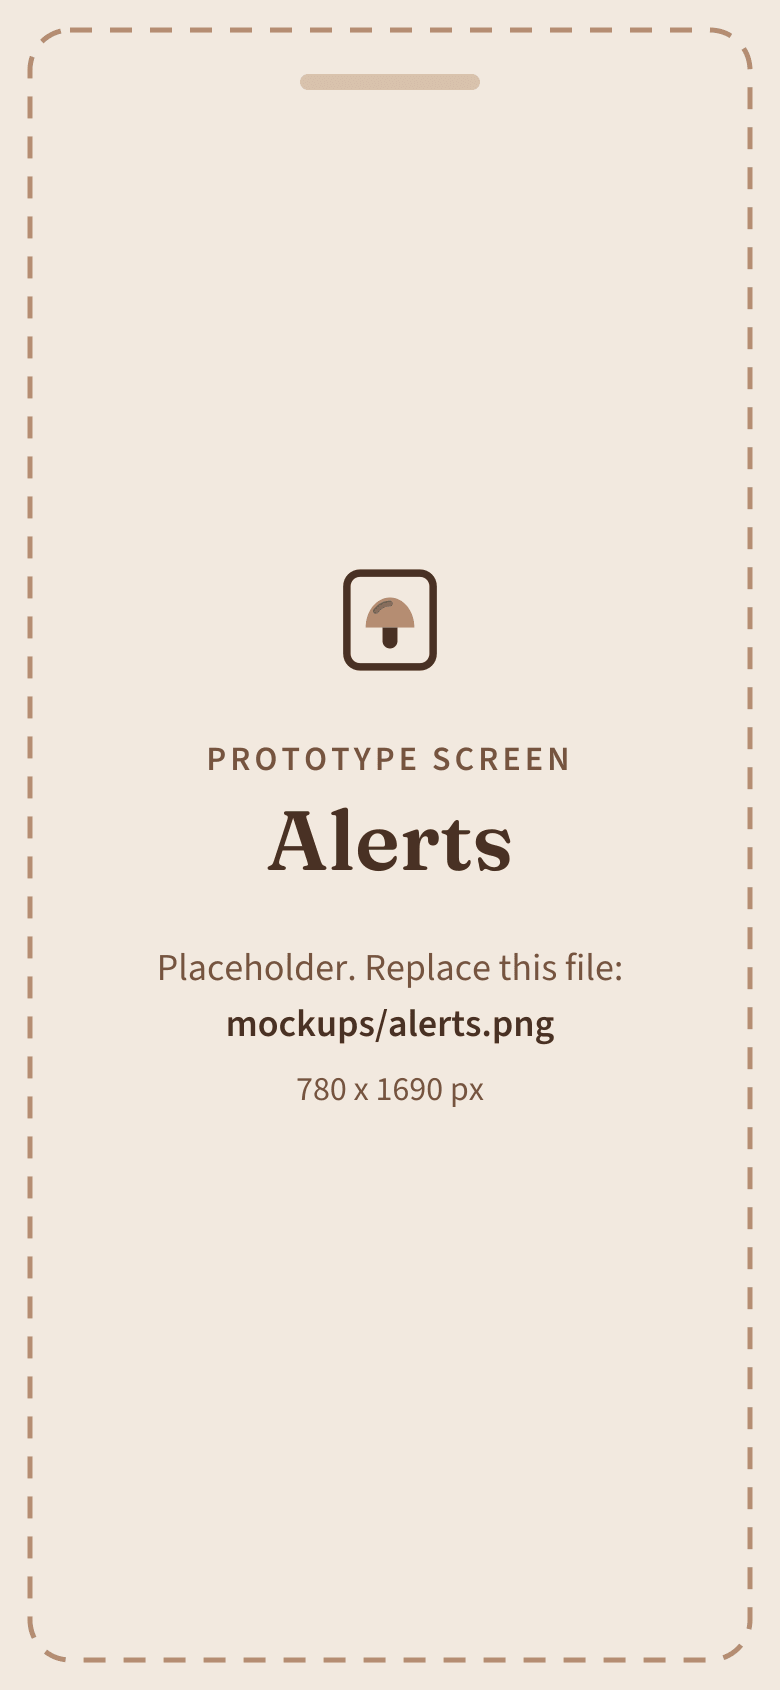 PROTOTYPE SCREEN
Alerts
Placeholder. Replace this file:
mockups/alerts.png
780 x 1690 px